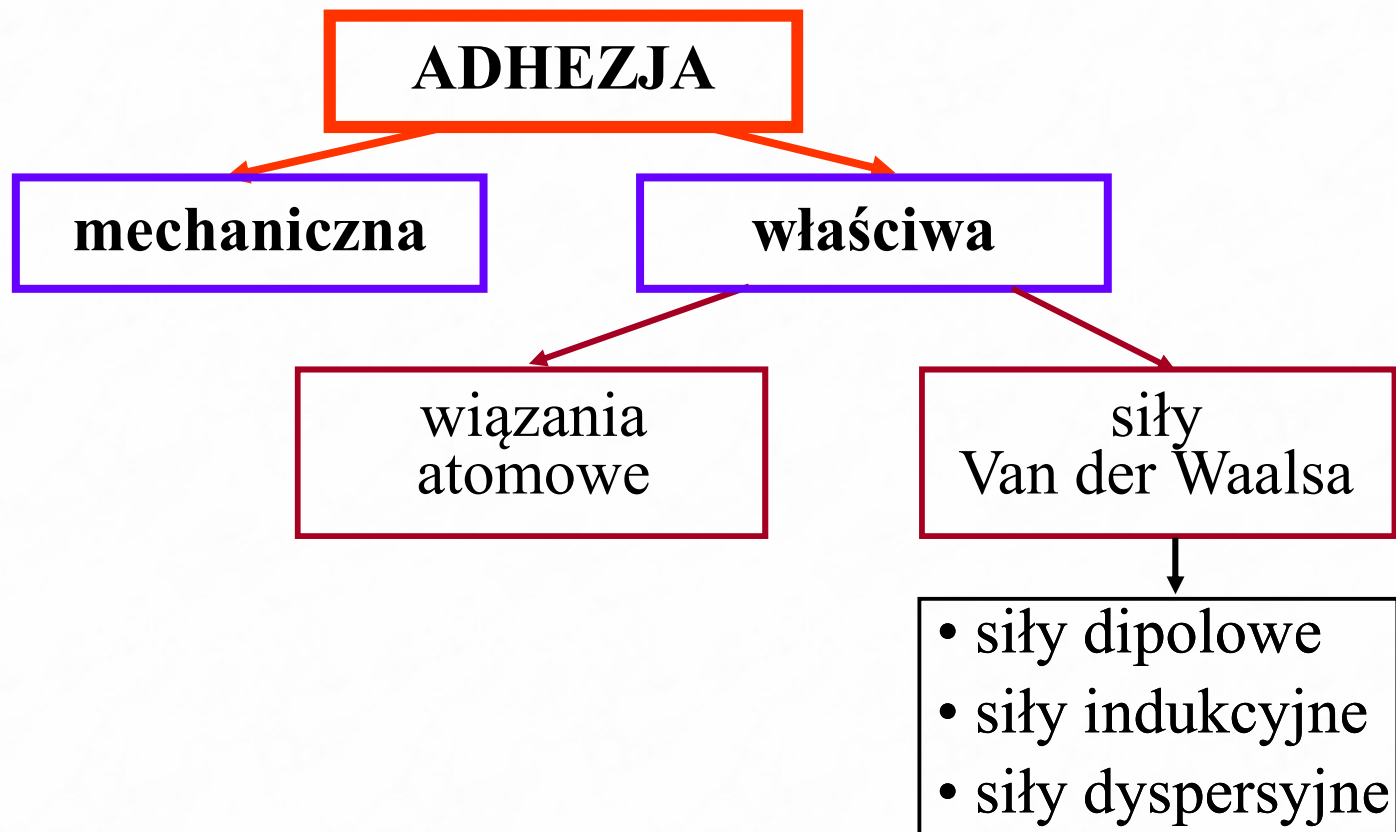 ADHEZJA
mechaniczna
właściwa
wiązania
atomowe
siły
Van der Waalsa
• siły dipolowe
• siły indukcyjne
• siły dyspersyjne